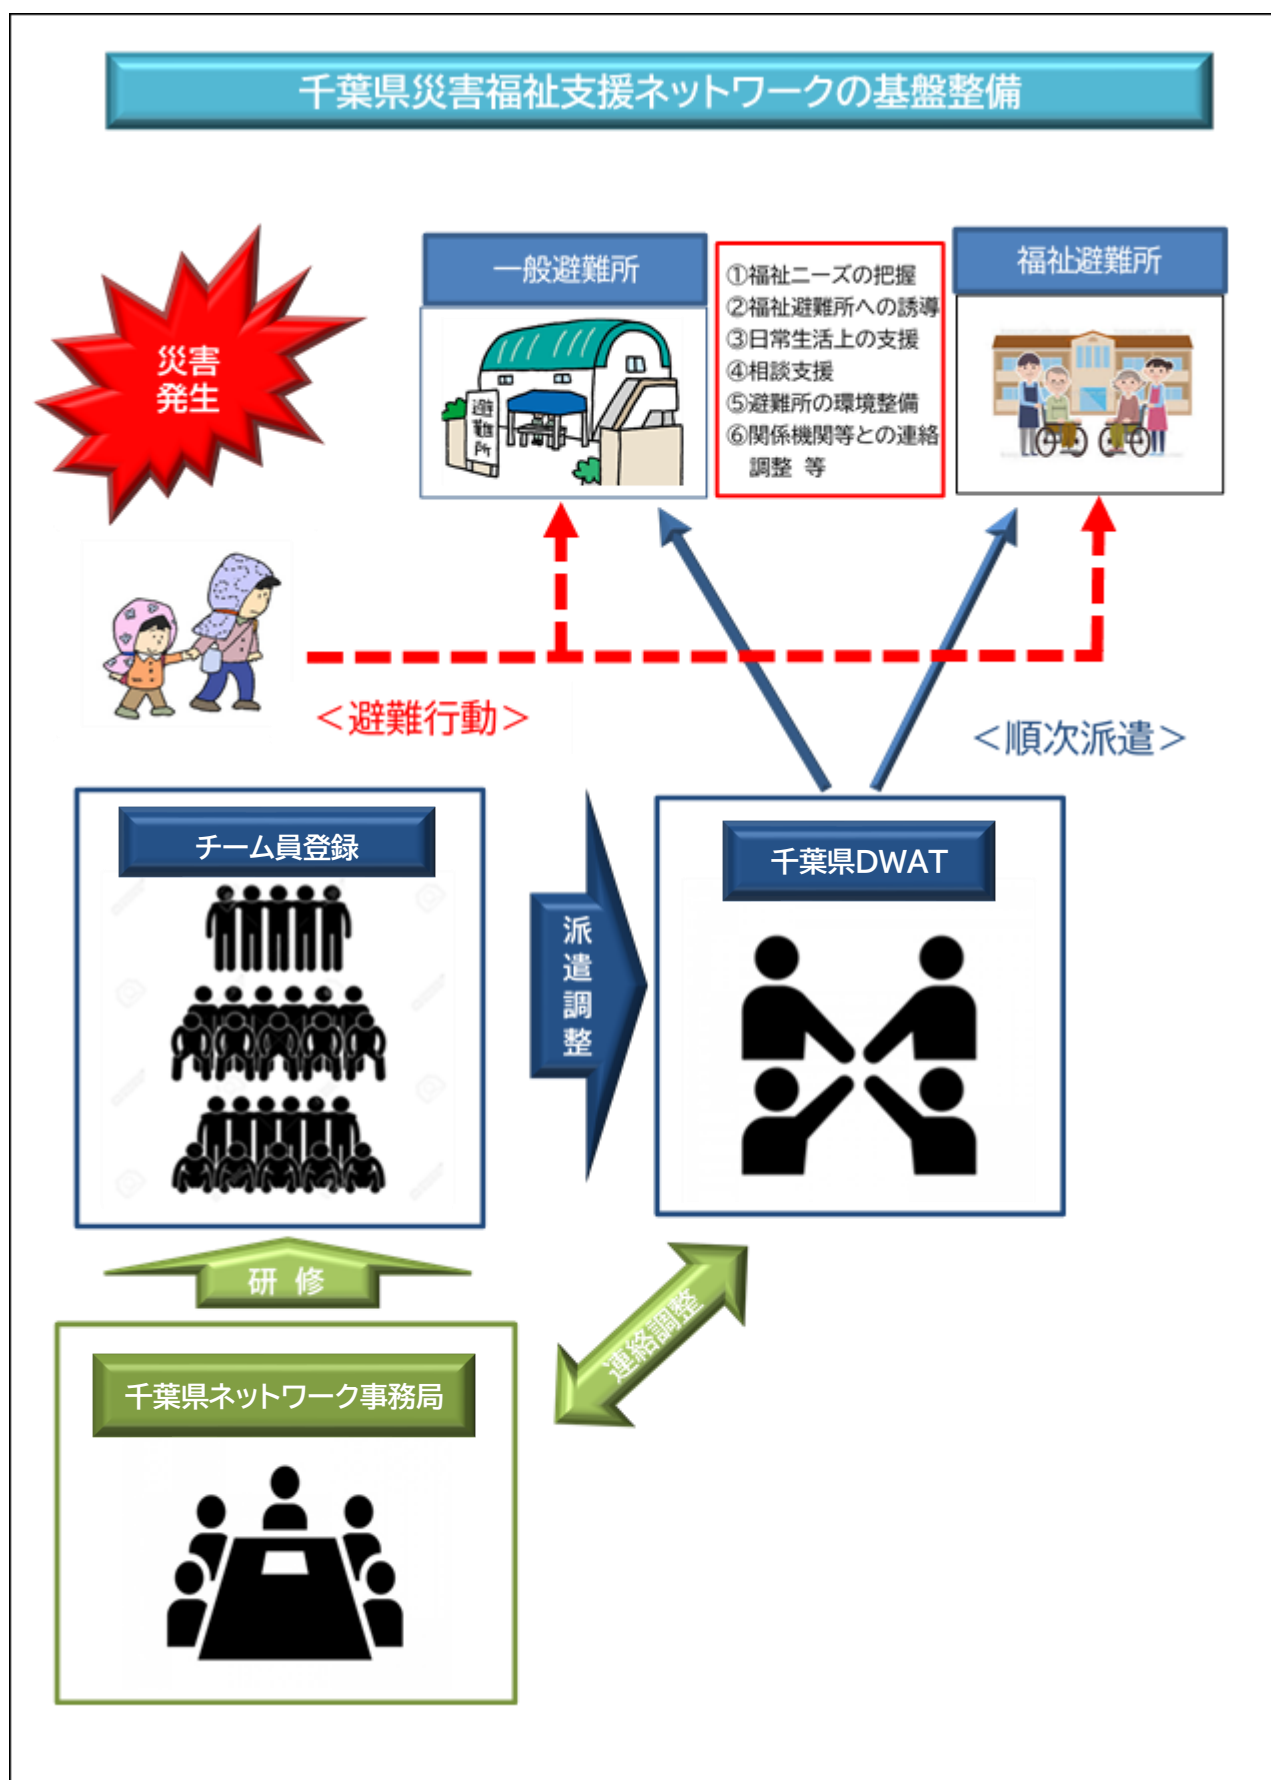 千葉県災害福祉支援ネットワークの基盤整備
災害
発生
一般避難所
避難所
①福祉ニーズの把握
②福祉避難所への誘導
③日常生活上の支援
④相談支援
⑤避難所の環境整備
⑥関係機関等との連絡
調整 等
福祉避難所
＜避難行動＞
＜順次派遣＞
チーム員登録
派遣調整
千葉県DWAT
研 修
連絡調整
千葉県ネットワーク事務局